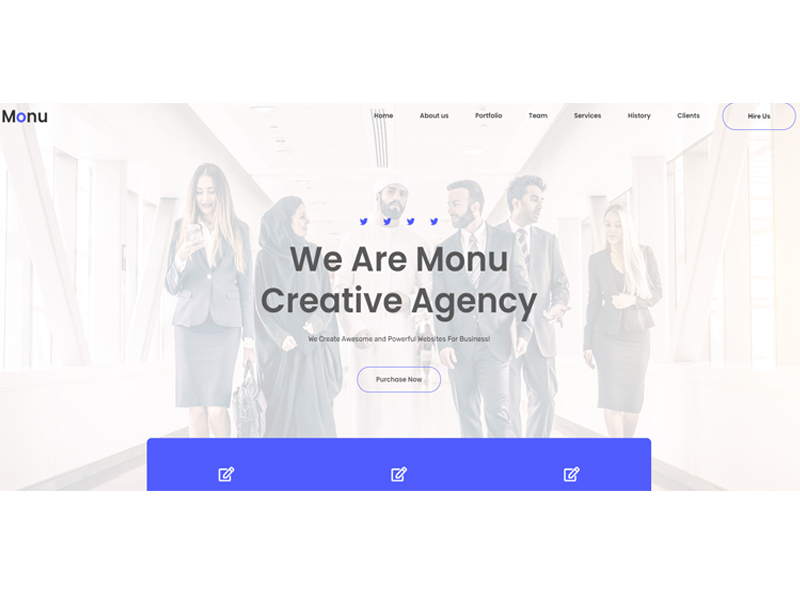 Monu
Home About us Portfolio Team Services History Clients Hire Us
We Are Monu
Creative Agency
We Create Awesome and Powerful Websites For Business!
Purchase Now